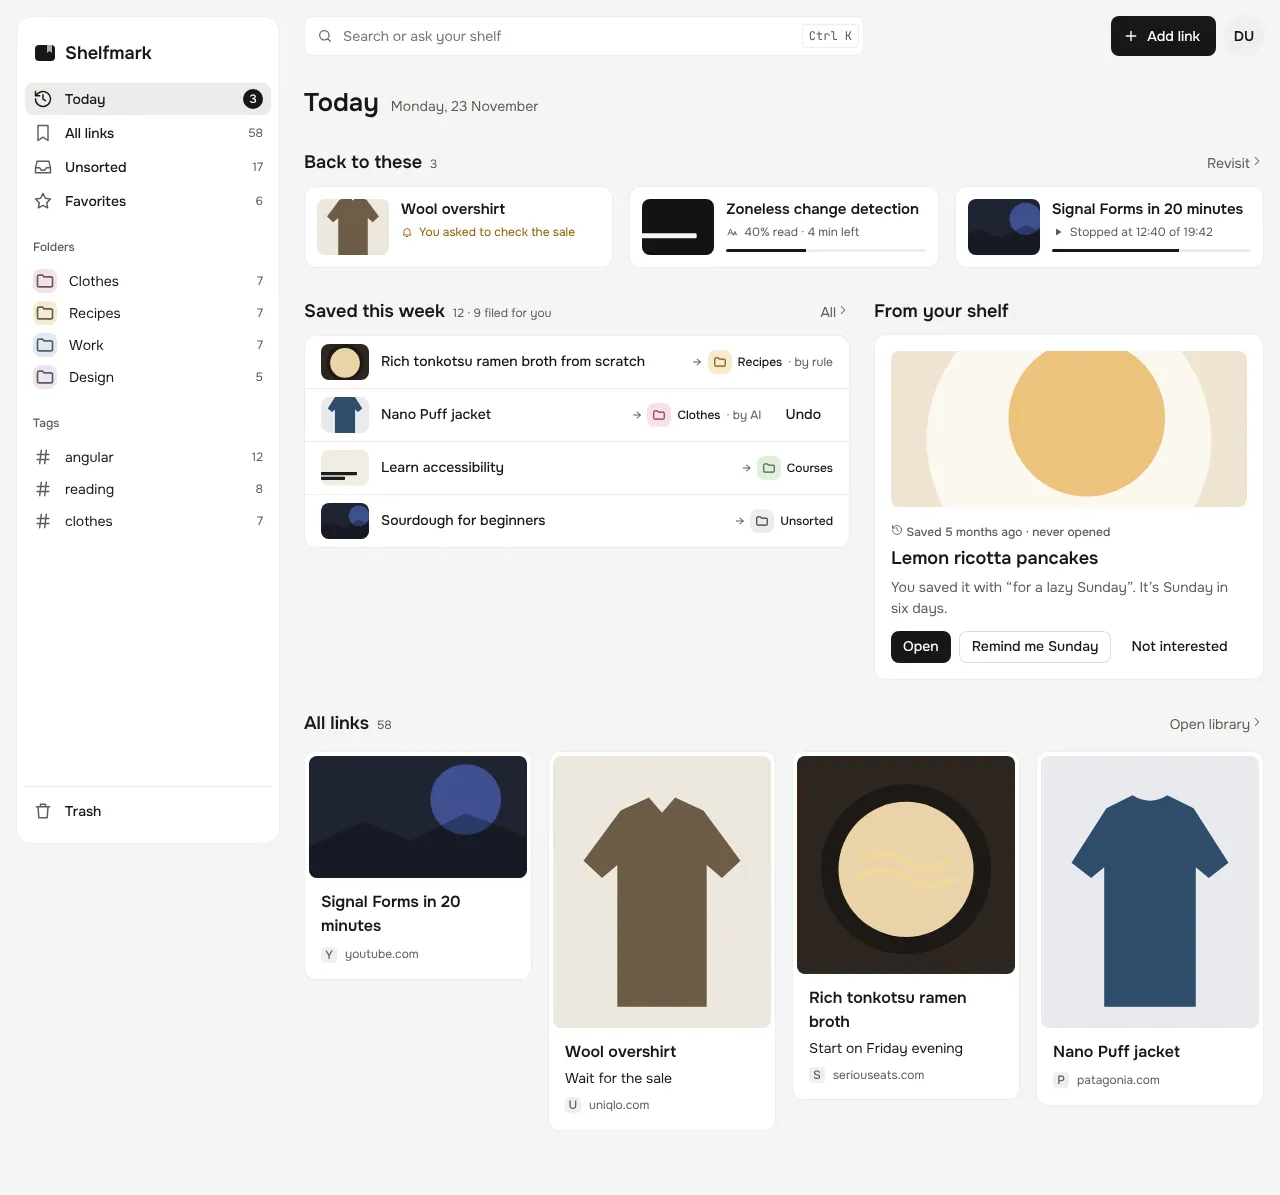 Shelfmark
Today 3
All links 58
Unsorted 17
Favorites 6
Folders
Clothes 7
Recipes 7
Work 7
Design 5
Tags
angular 12
reading 8
clothes 7
Trash
Search or ask your shelf Ctrl K
Add link
DU
Today Monday, 23 November
Back to these 3
Revisit
Wool overshirt
You asked to check the sale
Zoneless change detection
40% read · 4 min left
Signal Forms in 20 minutes
Stopped at 12:40 of 19:42
Saved this week 12 · 9 filed for you
All
Rich tonkotsu ramen broth from scratch → Recipes · by rule
Nano Puff jacket → Clothes · by AI Undo
Learn accessibility → Courses
Sourdough for beginners → Unsorted
From your shelf
Saved 5 months ago · never opened
Lemon ricotta pancakes
You saved it with “for a lazy Sunday”. It’s Sunday in
six days.
Open Remind me Sunday Not interested
All links 58
Open library
Signal Forms in 20
minutes
Y youtube.com
Wool overshirt
Wait for the sale
U uniqlo.com
Rich tonkotsu ramen
broth
Start on Friday evening
S seriouseats.com
Nano Puff jacket
P patagonia.com